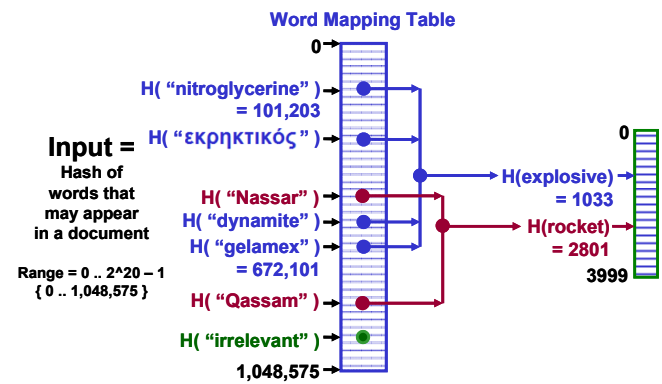 Word Mapping Table
0
H( “nitroglycerine” )
= 101,203
H( “εκρηκτικός” )
Input =
Hash of
words that
may appear
in a document
Range = 0 .. 2^20 – 1
{ 0 .. 1,048,575 }
H( “Nassar” )
H( “dynamite” )
H( “gelamex” )
= 672,101
H( “Qassam” )
H( “irrelevant” )
1,048,575
0
H(explosive)
= 1033
H(rocket)
= 2801
3999